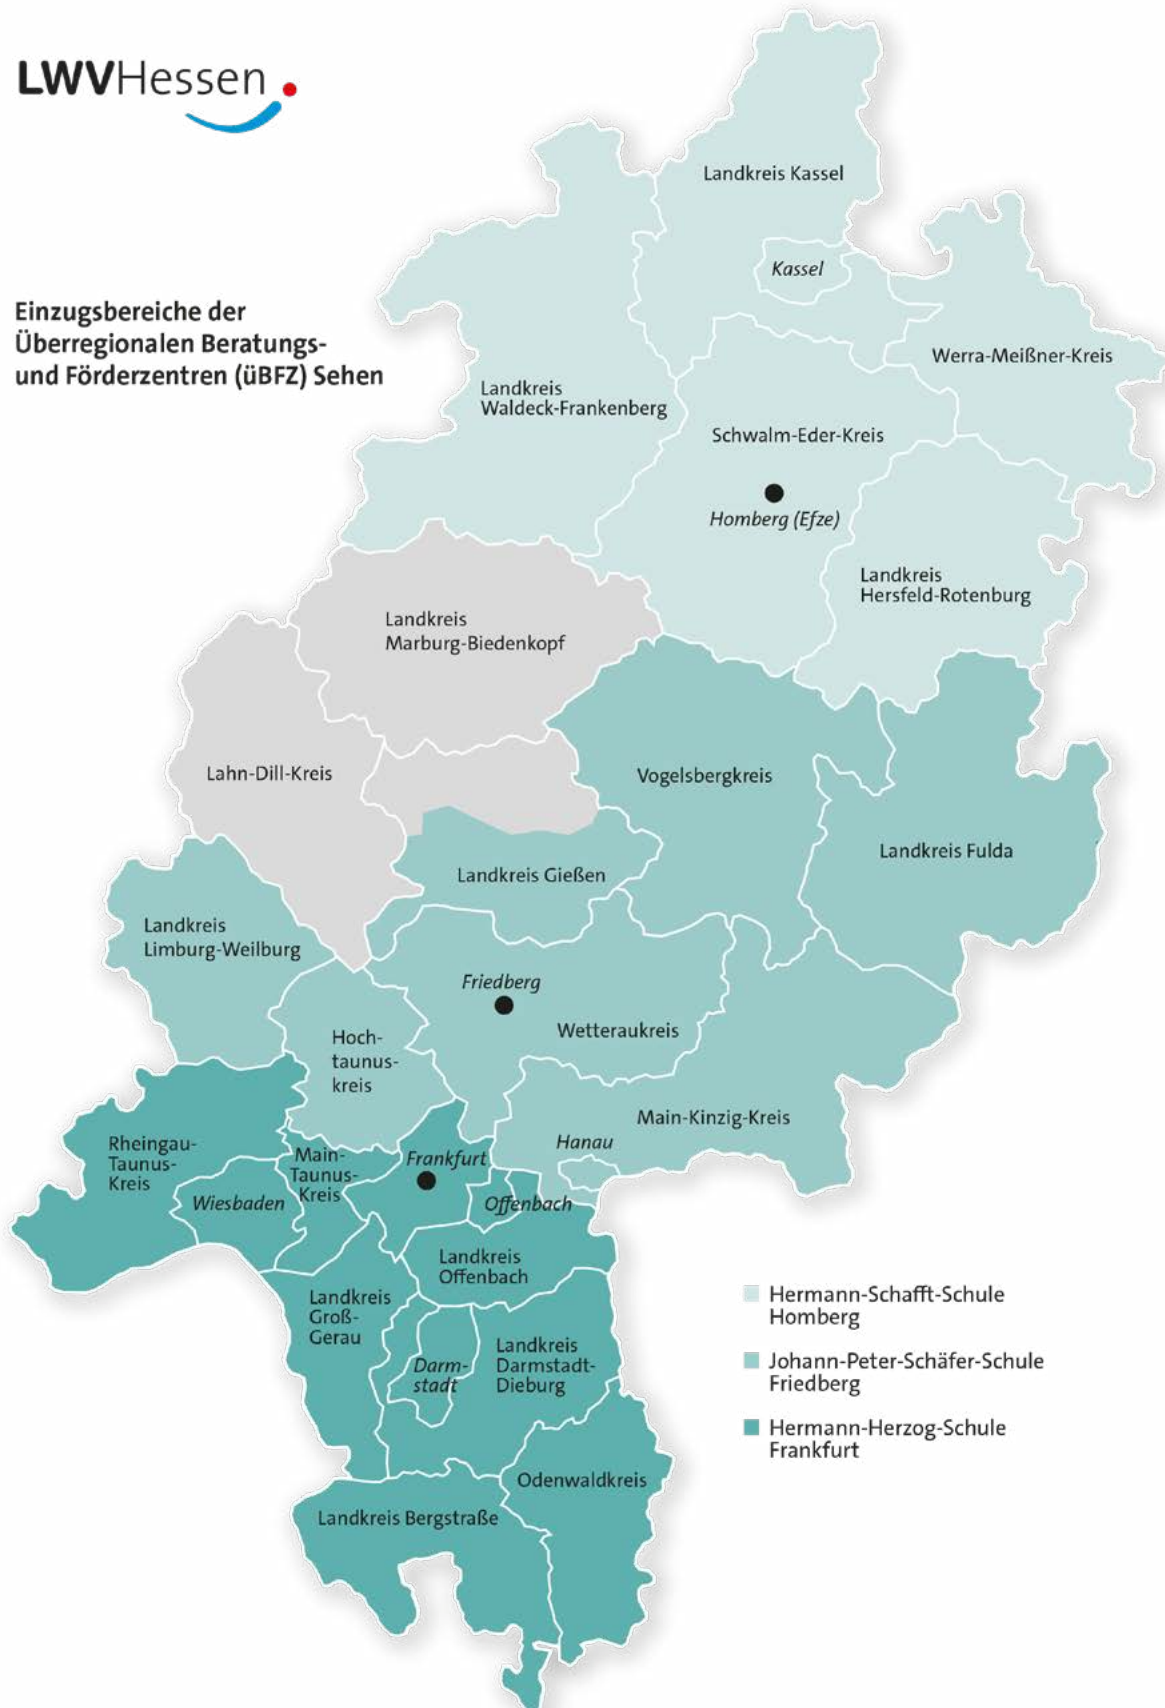 LWVHessen
Einzugsbereiche der
Überregionalen Beratungs-
und Förderzentren (üBFZ) Sehen
Landkreis Kassel
Kassel
Werra-Meißner-Kreis
Landkreis
Waldeck-Frankenberg
Schwalm-Eder-Kreis
Homberg (Efze)
Landkreis
Hersfeld-Rotenburg
Landkreis
Marburg-Biedenkopf
Lahn-Dill-Kreis
Vogelsbergkreis
Landkreis Fulda
Landkreis Gießen
Landkreis
Limburg-Weilburg
Friedberg
Wetteraukreis
Hoch-
taunus-
kreis
Main-Kinzig-Kreis
Hanau
Rheingau-
Taunus-
Kreis
Wiesbaden
Main-
Taunus-
Kreis
Frankfurt
Offenbach
Landkreis
Offenbach
Landkreis
Groß-
Gerau
Darm-
stadt
Landkreis
Darmstadt-
Dieburg
Odenwaldkreis
Landkreis Bergstraße
Hermann-Schafft-Schule
Homberg
Johann-Peter-Schäfer-Schule
Friedberg
Hermann-Herzog-Schule
Frankfurt